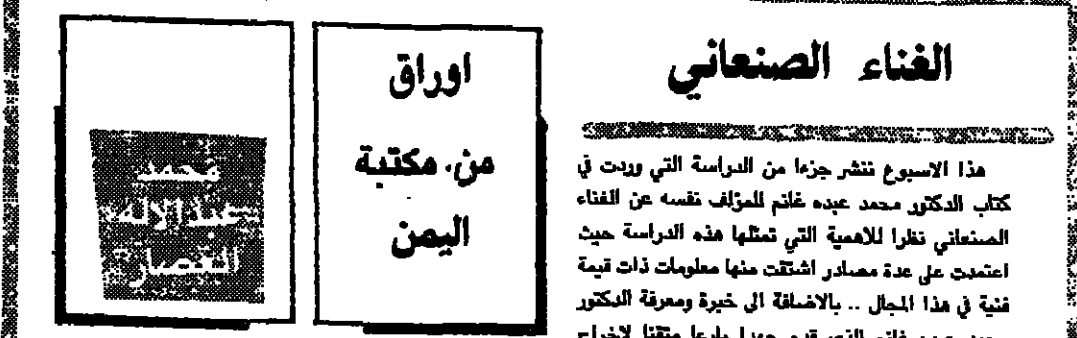 الغناء الصنعاني
اوراق
من مكتبة
اليمن
محمد
عبدالاله
العصار
هذا الاسبوع ننشر جزءا من الدراسة التي وردت في
كتاب الدكتور محمد عبده غانم للمؤلف نفسه عن الغناء
الصنعاني نظرا للاهمية التي تمثلها هذه الدراسة حيث
اعتمدت على عدة مصادر اشتقت منها معلومات ذات قيمة
فنية في هذا المجال .. بالاضافة الى خبرة ومعرفة الدكتور